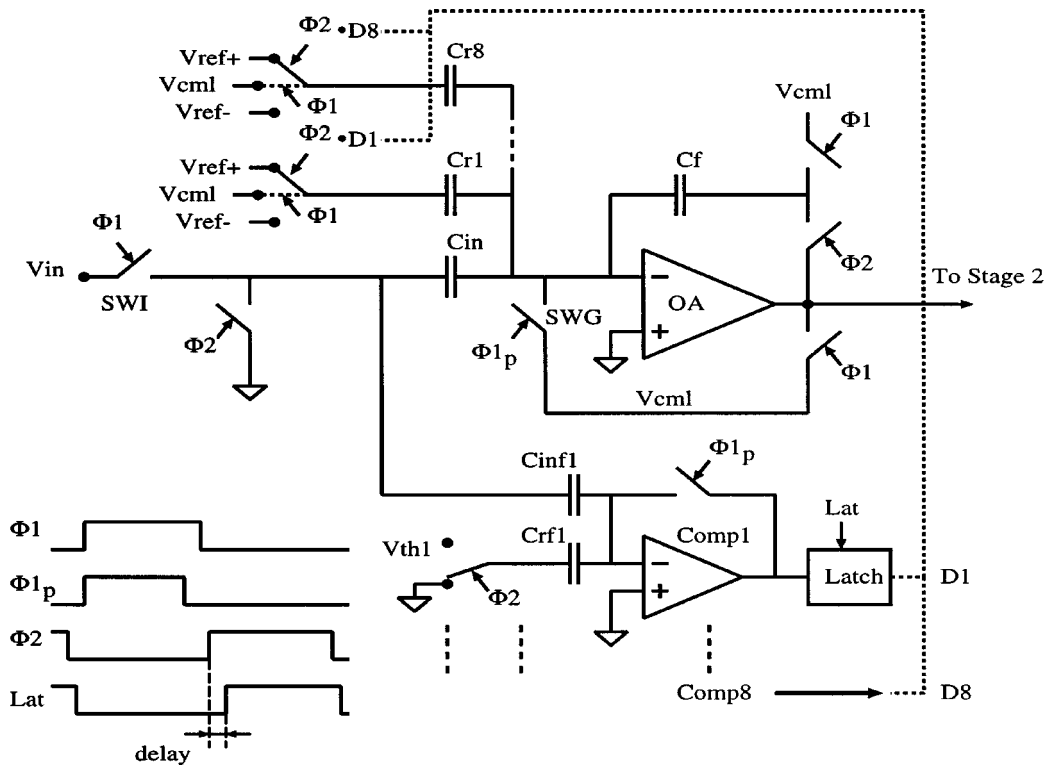 Φ2 •D8
Vref+
Cr8
Vcml
Vref-
Φ1
Vcml
Φ1
Φ2 •D1
Vref+
Cr1
Cf
Vcml
Vref-
Φ1
Φ1
Cin
Φ2
Vin
To Stage 2
SWI
SWG
OA
−
+
Φ2
Φ1p
Φ1
Vcml
Cinf1
Φ1p
Lat
Φ1
Vth1
Crf1
Comp1
−
+
Latch
D1
Φ1p
Φ2
Φ2
Lat
Comp8
D8
delay